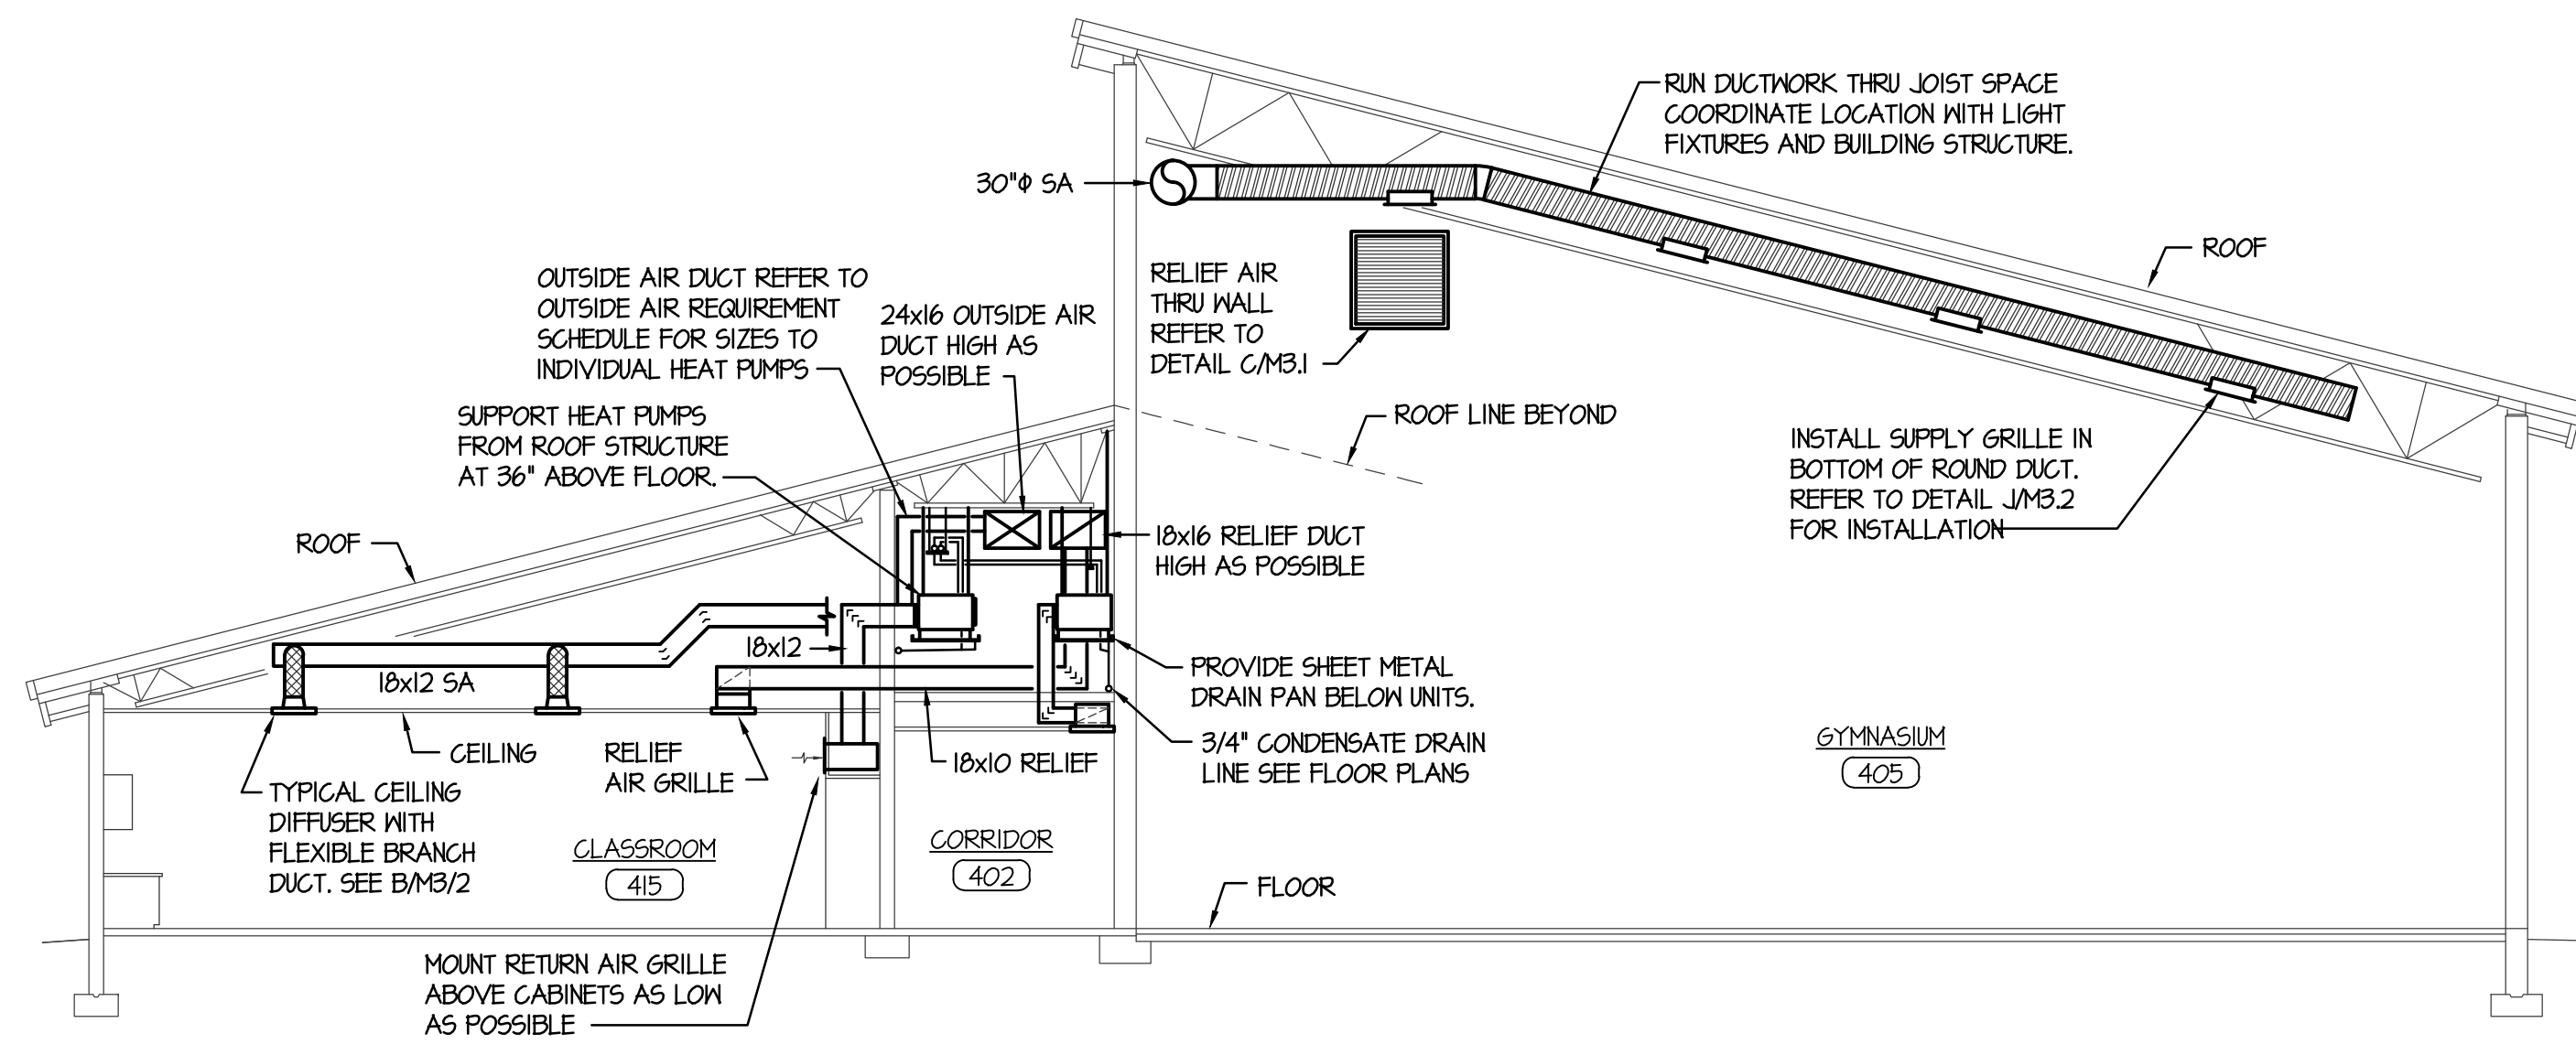 RUN DUCTWORK THRU JOIST SPACE
COORDINATE LOCATION WITH LIGHT
FIXTURES AND BUILDING STRUCTURE.
30"Φ SA
ROOF
RELIEF AIR
THRU WALL
REFER TO
DETAIL C/M3.1
OUTSIDE AIR DUCT REFER TO
OUTSIDE AIR REQUIREMENT
SCHEDULE FOR SIZES TO
INDIVIDUAL HEAT PUMPS
24x16 OUTSIDE AIR
DUCT HIGH AS
POSSIBLE
SUPPORT HEAT PUMPS
FROM ROOF STRUCTURE
AT 36" ABOVE FLOOR.
ROOF LINE BEYOND
INSTALL SUPPLY GRILLE IN
BOTTOM OF ROUND DUCT.
REFER TO DETAIL J/M3.2
FOR INSTALLATION
ROOF
18x16 RELIEF DUCT
HIGH AS POSSIBLE
18x12
18x12 SA
PROVIDE SHEET METAL
DRAIN PAN BELOW UNITS.
CEILING
RELIEF
AIR GRILLE
18x10 RELIEF
3/4" CONDENSATE DRAIN
LINE SEE FLOOR PLANS
GYMNASIUM
405
TYPICAL CEILING
DIFFUSER WITH
FLEXIBLE BRANCH
DUCT. SEE B/M3/2
CLASSROOM
415
CORRIDOR
402
FLOOR
MOUNT RETURN AIR GRILLE
ABOVE CABINETS AS LOW
AS POSSIBLE